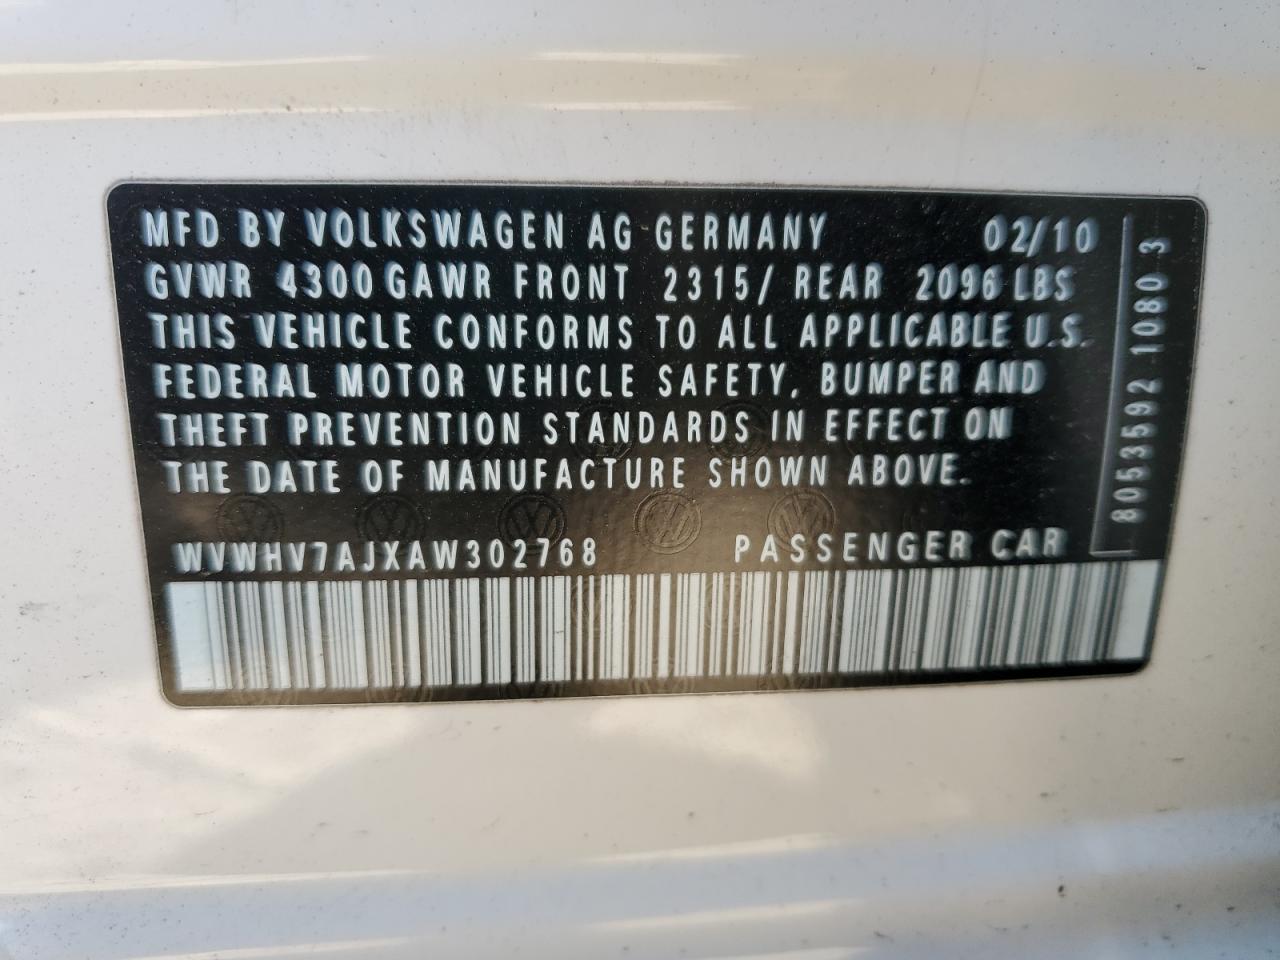 MFD BY VOLKSWAGEN AG GERMANY 02/10
GVWR 4300 GAWR FRONT 2315/ REAR 2096 LBS
THIS VEHICLE CONFORMS TO ALL APPLICABLE U.S.
FEDERAL MOTOR VEHICLE SAFETY, BUMPER AND
THEFT PREVENTION STANDARDS IN EFFECT ON
THE DATE OF MANUFACTURE SHOWN ABOVE.
WVWHV7AJXAW302768 PASSENGER CAR
8053592 1080 3